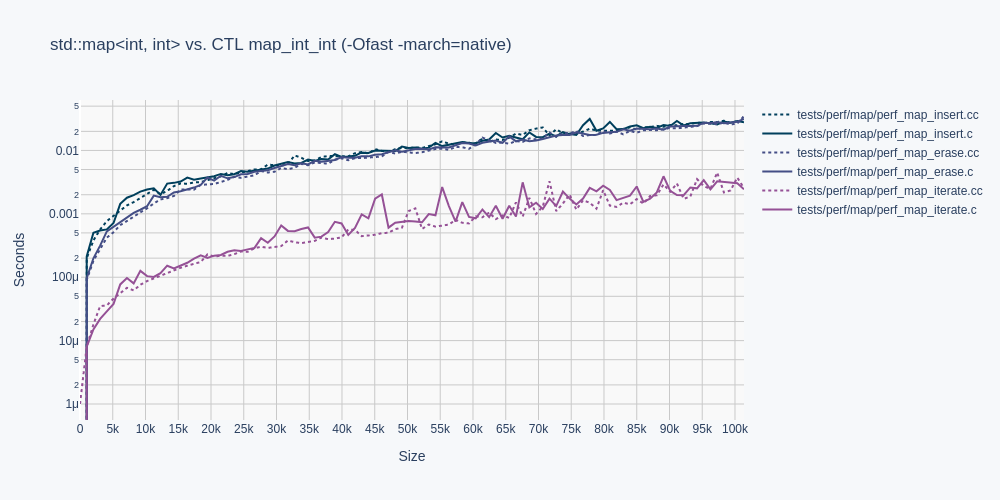 std::map<int, int> vs. CTL map_int_int (-Ofast -march=native)
5
2
0.01
5
2
0.001
5
2
100μ
5
2
10μ
5
2
1μ
Seconds
0 5k 10k 15k 20k 25k 30k 35k 40k 45k 50k 55k 60k 65k 70k 75k 80k 85k 90k 95k 100k
Size
tests/perf/map/perf_map_insert.cc
tests/perf/map/perf_map_insert.c
tests/perf/map/perf_map_erase.cc
tests/perf/map/perf_map_erase.c
tests/perf/map/perf_map_iterate.cc
tests/perf/map/perf_map_iterate.c